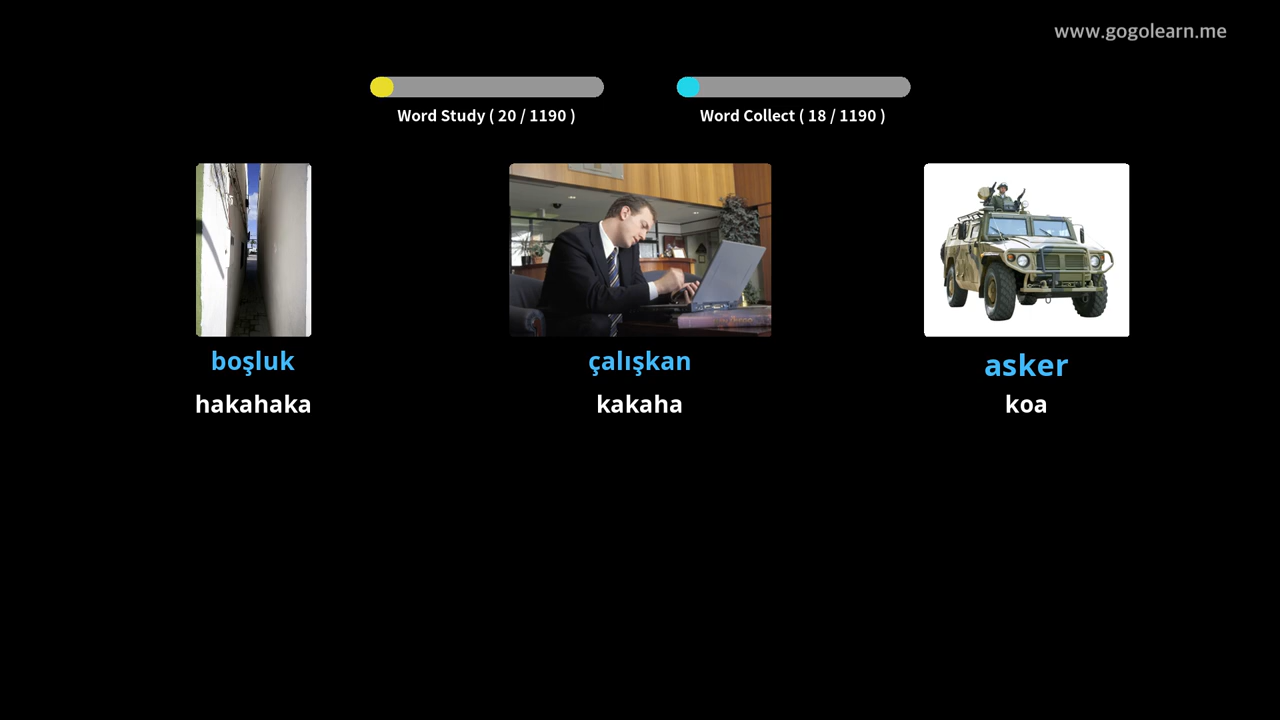 www.gogolearn.me
Word Study ( 20 / 1190 )
Word Collect ( 18 / 1190 )
boşluk
hakahaka
çalışkan
kakaha
asker
koa